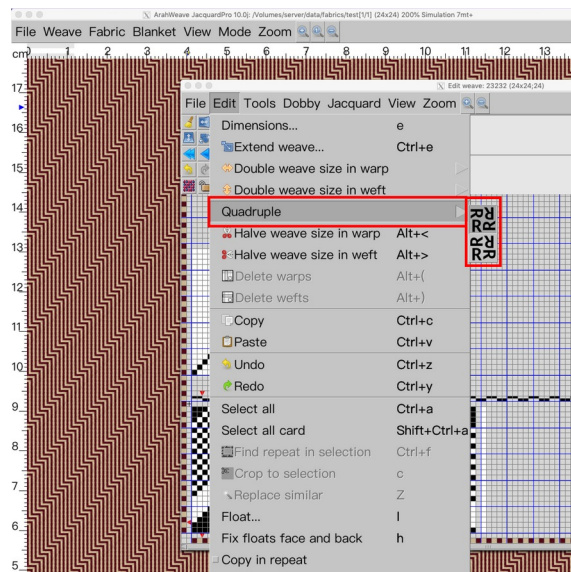 ArahWeave JacquardPro 10.0j: /Volumes/server/data/fabrics/test[1/1] (24x24) 200% Simulation 7mt+
File Weave Fabric Blanket View Mode Zoom
cm 0 1 2 3 4 5 6 7 8 9 10 11 12 13
17
16
15
14
13
12
11
10
9
8
7
6
5
Edit weave: 23232 (24x24;24)
File Edit Tools Dobby Jacquard View Zoom
Dimensions... e
Extend weave... Ctrl+e
Double weave size in warp
Double weave size in weft
Quadruple
Halve weave size in warp Alt+<
Halve weave size in weft Alt+>
Delete warps Alt+(
Delete wefts Alt+)
Copy Ctrl+c
Paste Ctrl+v
Undo Ctrl+z
Redo Ctrl+y
Select all Ctrl+a
Select all card Shift+Ctrl+a
Find repeat in selection Ctrl+f
Crop to selection c
Replace similar Z
Float... l
Fix floats face and back h
Copy in repeat